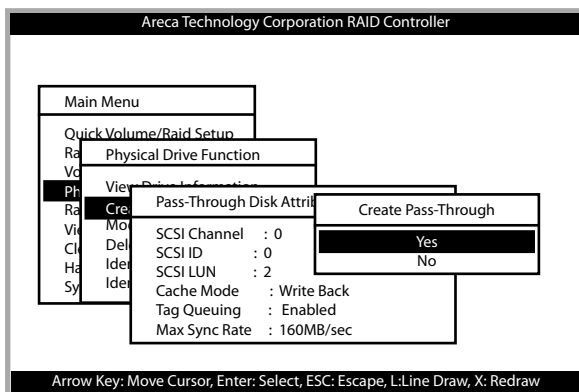 Areca Technology Corporation RAID Controller
Main Menu
Quick Volume/Raid Setup
Ra
Vo
Ph
Ra
Vi
Cl
Ha
Sy
Physical Drive Function
View Drive Information
Crea
Mod
Del
Iden
Iden
Pass-Through Disk Attrib
SCSI Channel : 0
SCSI ID : 0
SCSI LUN : 2
Cache Mode : Write Back
Tag Queuing : Enabled
Max Sync Rate : 160MB/sec
Create Pass-Through
Yes
No
Arrow Key: Move Cursor, Enter: Select, ESC: Escape, L:Line Draw, X: Redraw